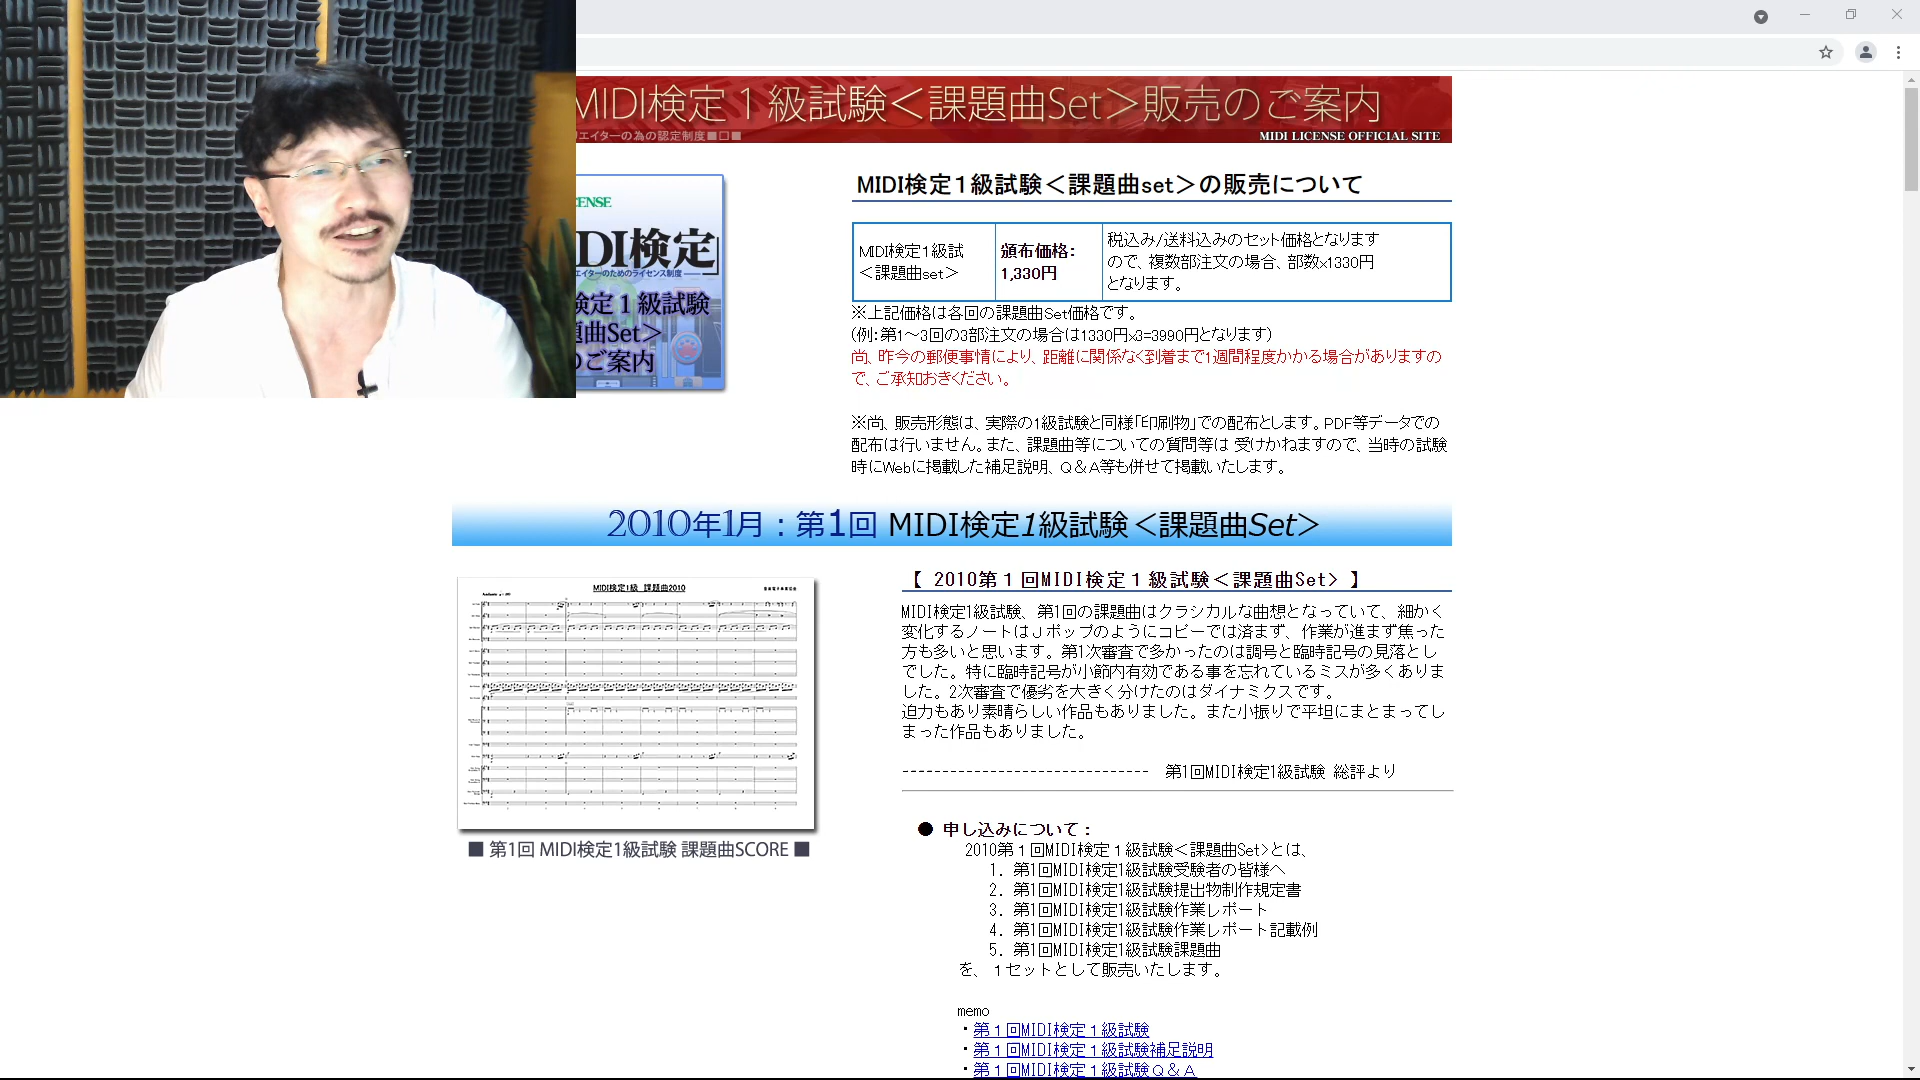 MIDI検定１級試験＜課題曲Set＞販売のご案内
エイターの為の認定制度■□■
MIDI LICENSE OFFICIAL SITE
MIDI検定１級試験＜課題曲set＞の販売について
MIDI検定1級試
＜課題曲set＞
頒布価格：
1,330円
税込み/送料込みのセット価格となります
ので、複数部注文の場合、部数x1330円
となります。
※上記価格は各回の課題曲Set価格です。
（例：第1～3回の3部注文の場合は1330円x3=3990円となります）
尚、昨今の郵便事情により、距離に関係なく到着まで1週間程度かかる場合がありますの
で、ご承知おきください。
※尚、販売形態は、実際の1級試験と同様「印刷物」での配布とします。PDF等データでの
配布は行いません。また、課題曲等についての質問等は 受けかねますので、当時の試験
時にWebに掲載した補足説明、Q＆A等も併せて掲載いたします。
ENSE
DI検定」
エイターのためのライセンス制度
検定１級試験
題曲Set＞
のご案内
2010年1月：第1回 MIDI検定1級試験＜課題曲Set＞
MIDI検定1級 課題曲2010
■ 第1回 MIDI検定1級試験 課題曲SCORE ■
【 2010第１回MIDI検定１級試験＜課題曲Set> 】
MIDI検定1級試験、第1回の課題曲はクラシカルな曲想となっていて、細かく
変化するノートはＪポップのようにコピーでは済まず、作業が進まず焦った
方も多いと思います。第1次審査で多かったのは調号と臨時記号の見落とし
でした。特に臨時記号が小節内有効である事を忘れているミスが多くありま
した。2次審査で優劣を大きく分けたのはダイナミクスです。
迫力もあり素晴らしい作品もありました。また小振りで平坦にまとまってし
まった作品もありました。
------------------------------- 第1回MIDI検定1級試験 総評より
● 申し込みについて：
2010第１回MIDI検定１級試験＜課題曲Set>とは、
1. 第1回MIDI検定1級試験受験者の皆様へ
2. 第1回MIDI検定1級試験提出物制作規定書
3. 第1回MIDI検定1級試験作業レポート
4. 第1回MIDI検定1級試験作業レポート記載例
5. 第1回MIDI検定1級試験課題曲
を、１セットとして販売いたします。
memo
・第１回MIDI検定１級試験
・第１回MIDI検定１級試験補足説明
・第１回MIDI検定１級試験Ｑ＆Ａ